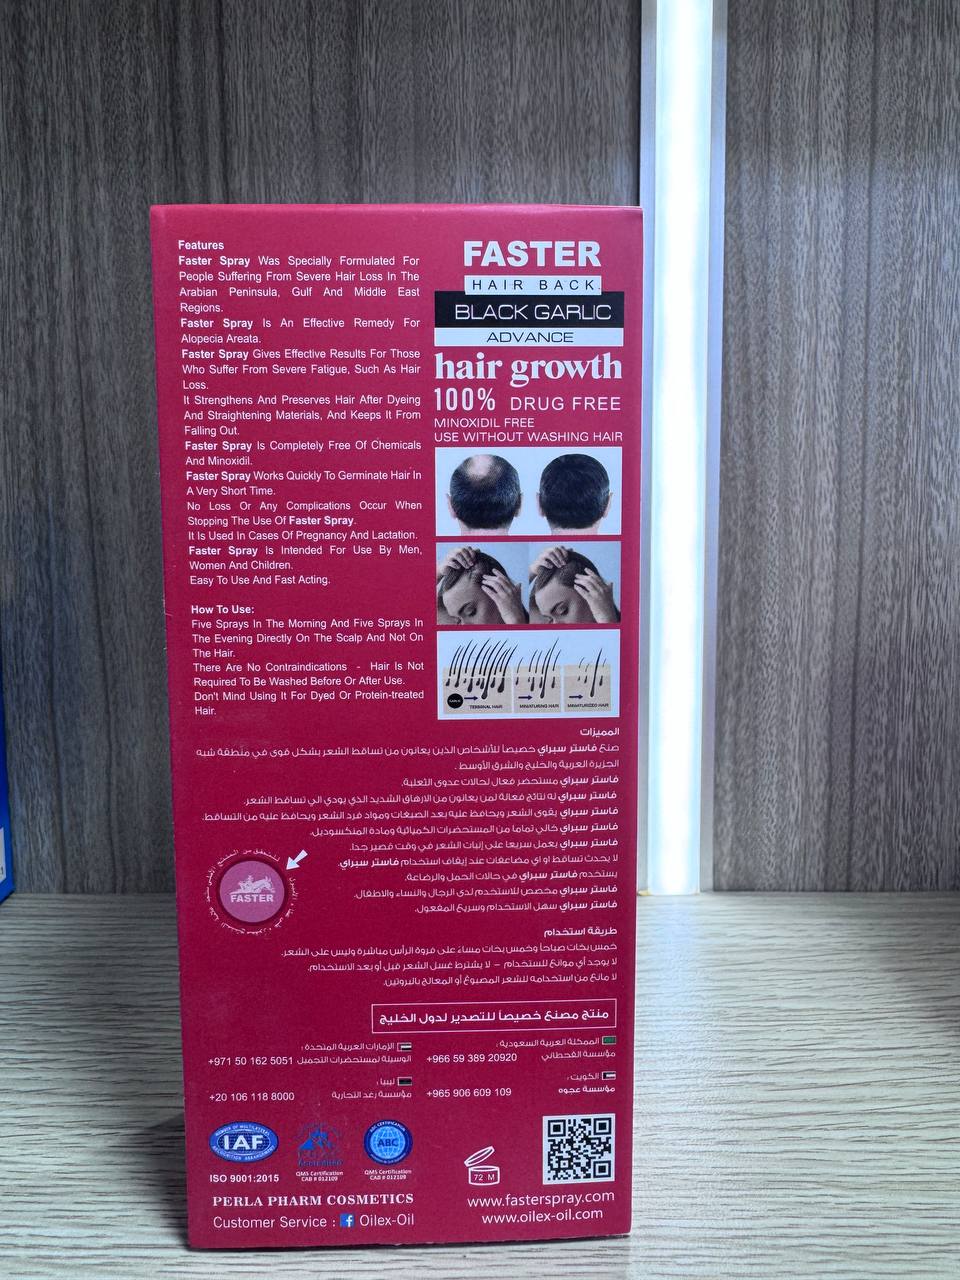 Features
Faster Spray Was Specially Formulated For
People Suffering From Severe Hair Loss In The
Arabian Peninsula, Gulf And Middle East
Regions.
Faster Spray Is An Effective Remedy For
Alopecia Areata.
Faster Spray Gives Effective Results For Those
Who Suffer From Severe Fatigue, Such As Hair
Loss.
It Strengthens And Preserves Hair After Dyeing
And Straightening Materials, And Keeps It From
Falling Out.
Faster Spray Is Completely Free Of Chemicals
And Minoxidil.
Faster Spray Works Quickly To Germinate Hair In
A Very Short Time.
No Loss Or Any Complications Occur When
Stopping The Use Of Faster Spray.
It Is Used In Cases Of Pregnancy And Lactation.
Faster Spray Is Intended For Use By Men,
Women And Children.
Easy To Use And Fast Acting.
How To Use:
Five Sprays In The Morning And Five Sprays In
The Evening Directly On The Scalp And Not On
The Hair.
There Are No Contraindications - Hair Is Not
Required To Be Washed Before Or After Use.
Don't Mind Using It For Dyed Or Protein-treated
Hair.
FASTER
HAIR BACK.
BLACK GARLIC
ADVANCE
hair growth
100% DRUG FREE
MINOXIDIL FREE
USE WITHOUT WASHING HAIR
GARLIC
TERMINAL HAIR
MINIATURING HAIR
MINIATURIZED HAIR
المميزات
صنع فاستر سبراي خصيصاً للأشخاص الذين يعانون من تساقط الشعر بشكل قوى في منطقة شبه
الجزيرة العربية والخليج والشرق الأوسط .
فاستر سبراي مستحضر فعال لحالات عدوى الثعلبة.
فاستر سبراي له نتائج فعالة لمن يعانون من الارهاق الشديد الذي يودي الي تساقط الشعر.
فاستر سبراي يقوى الشعر ويحافظ عليه بعد الصبغات ومواد فرد الشعر ويحافظ عليه من التساقط.
فاستر سبراي خالي تماما من المستحضرات الكميائية ومادة المنكسوديل.
فاستر سبراي يعمل سريعا على إنبات الشعر في وقت قصير جدا.
لا يحدث تساقط او اي مضاعفات عند إيقاف استخدام فاستر سبراي.
يستخدم فاستر سبراي في حالات الحمل والرضاعة.
فاستر سبراي مخصص للاستخدم لدى الرجال والنساء والاطفال.
فاستر سبراي سهل الاستخدام وسريع المفعول.
FASTER
طريقة استخدام
خمس بخات صباحاً وخمس بخات مساءً على فروة الرأس مباشرة وليس على الشعر.
لا يوجد أي موانع للستخدام – لا يشترط غسل الشعر قبل أو بعد الاستخدام.
لا مانع من استخدامه للشعر المصبوغ أو المعالج بالبروتين.
منتج مصنع خصيصاً للتصدير لدول الخليج
المملكة العربية السعودية :
مؤسسة القحطاني +966 59 389 20920
الإمارات العربية المتحدة :
الوسيلة لمستحضرات التجميل +971 50 162 5051
الكويت :
مؤسسة عجوه +965 906 609 109
ليبيا :
مؤسسة رعد التجارية +20 106 118 8000
IAF
ISO 9001:2015
Accredited
QMS Certification
CAB # 012109
ABC
QMS Certification
CAB # 012109
72 M
PERLA PHARM COSMETICS
Customer Service : f Oilex-Oil
www.fasterspray.com
www.oilex-oil.com